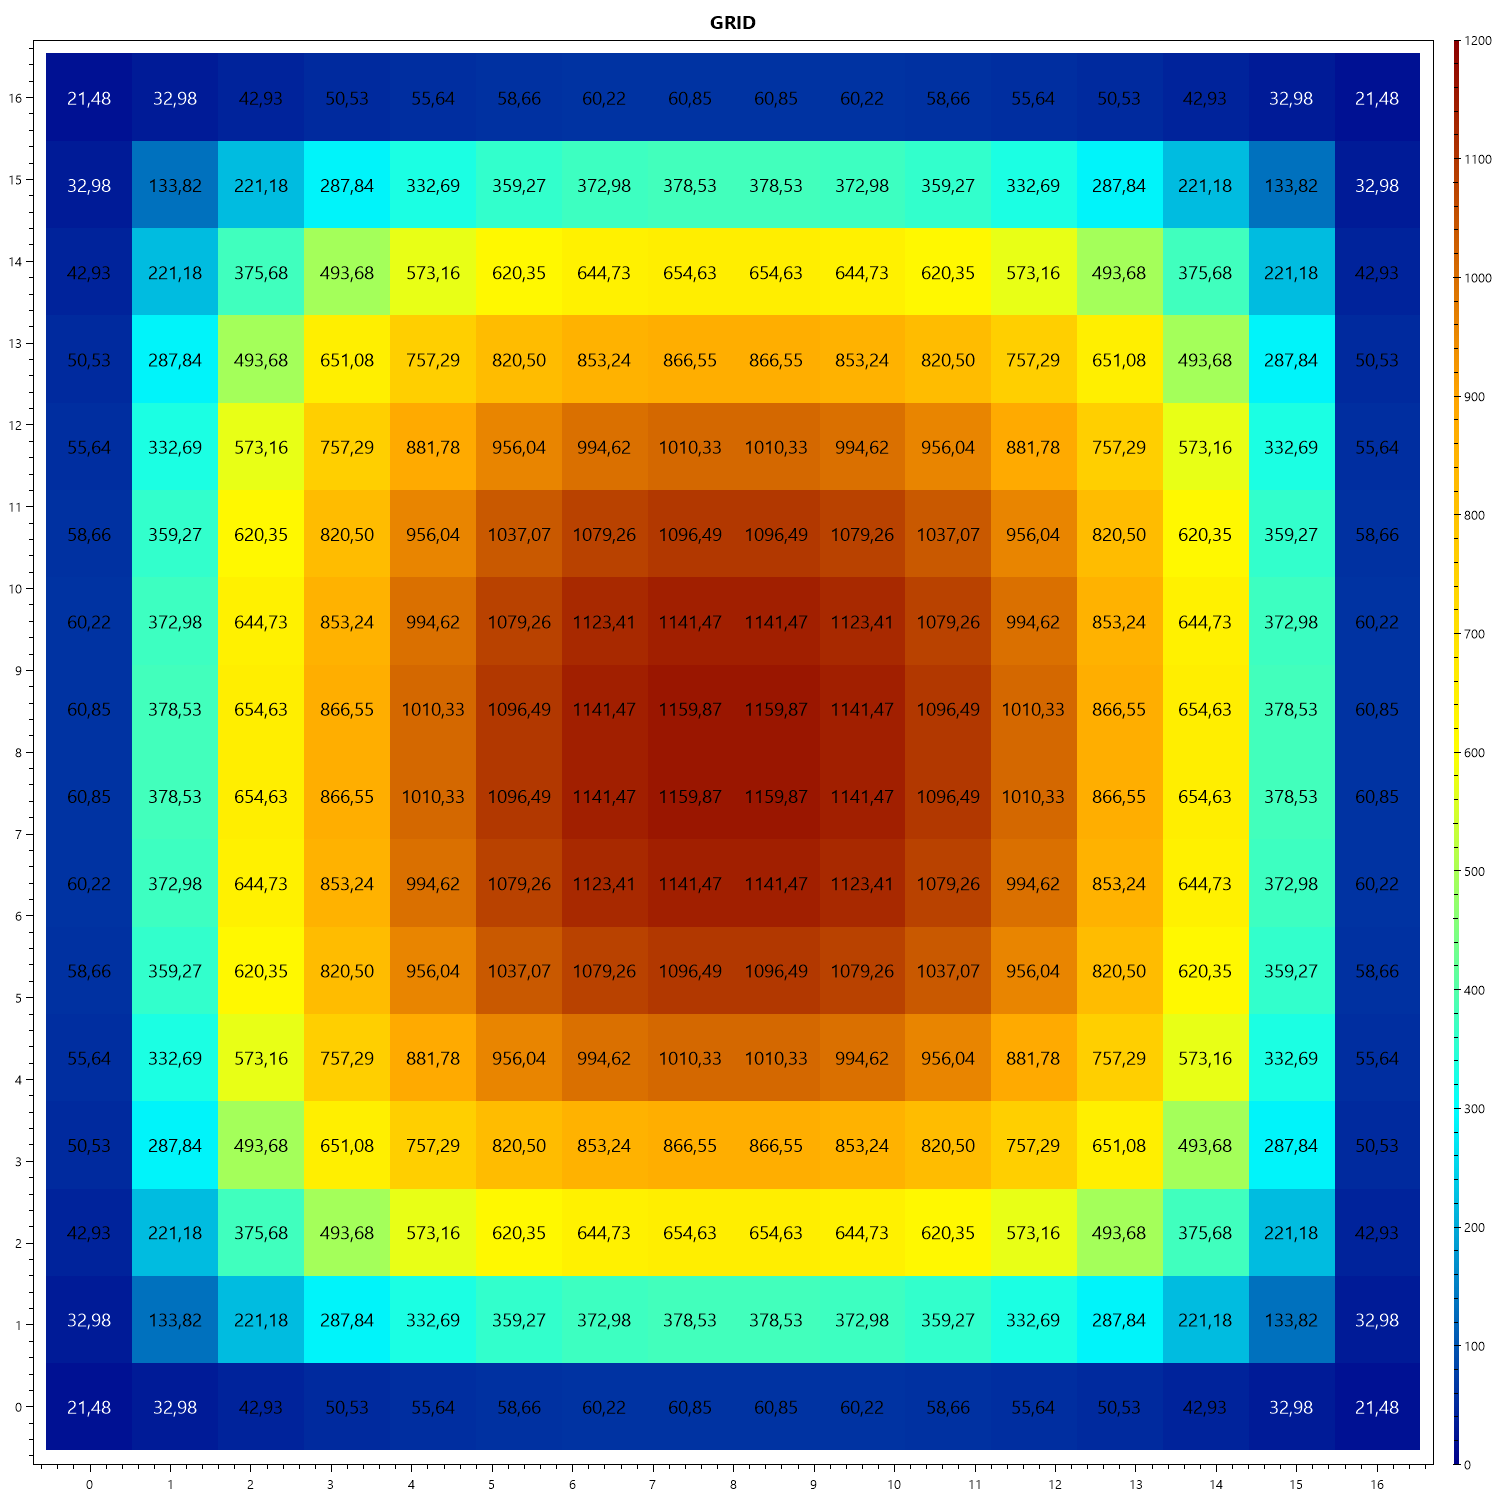 GRID
1200
16 21,48 32,98 42,93 50,53 55,64 58,66 60,22 60,85 60,85 60,22 58,66 55,64 50,53 42,93 32,98 21,48
1100
15 32,98 133,82 221,18 287,84 332,69 359,27 372,98 378,53 378,53 372,98 359,27 332,69 287,84 221,18 133,82 32,98
14 42,93 221,18 375,68 493,68 573,16 620,35 644,73 654,63 654,63 644,73 620,35 573,16 493,68 375,68 221,18 42,93
1000
13 50,53 287,84 493,68 651,08 757,29 820,50 853,24 866,55 866,55 853,24 820,50 757,29 651,08 493,68 287,84 50,53
900
12 55,64 332,69 573,16 757,29 881,78 956,04 994,62 1010,33 1010,33 994,62 956,04 881,78 757,29 573,16 332,69 55,64
11 58,66 359,27 620,35 820,50 956,04 1037,07 1079,26 1096,49 1096,49 1079,26 1037,07 956,04 820,50 620,35 359,27 58,66
800
10 60,22 372,98 644,73 853,24 994,62 1079,26 1123,41 1141,47 1141,47 1123,41 1079,26 994,62 853,24 644,73 372,98 60,22
700
9 60,85 378,53 654,63 866,55 1010,33 1096,49 1141,47 1159,87 1159,87 1141,47 1096,49 1010,33 866,55 654,63 378,53 60,85
8
600
60,85 378,53 654,63 866,55 1010,33 1096,49 1141,47 1159,87 1159,87 1141,47 1096,49 1010,33 866,55 654,63 378,53 60,85
7
500
60,22 372,98 644,73 853,24 994,62 1079,26 1123,41 1141,47 1141,47 1123,41 1079,26 994,62 853,24 644,73 372,98 60,22
6
58,66 359,27 620,35 820,50 956,04 1037,07 1079,26 1096,49 1096,49 1079,26 1037,07 956,04 820,50 620,35 359,27 58,66
400
5
55,64 332,69 573,16 757,29 881,78 956,04 994,62 1010,33 1010,33 994,62 956,04 881,78 757,29 573,16 332,69 55,64
4
300
50,53 287,84 493,68 651,08 757,29 820,50 853,24 866,55 866,55 853,24 820,50 757,29 651,08 493,68 287,84 50,53
3
200
42,93 221,18 375,68 493,68 573,16 620,35 644,73 654,63 654,63 644,73 620,35 573,16 493,68 375,68 221,18 42,93
2
1 32,98 133,82 221,18 287,84 332,69 359,27 372,98 378,53 378,53 372,98 359,27 332,69 287,84 221,18 133,82 32,98
100
0 21,48 32,98 42,93 50,53 55,64 58,66 60,22 60,85 60,85 60,22 58,66 55,64 50,53 42,93 32,98 21,48
0
0 1 2 3 4 5 6 7 8 9 10 11 12 13 14 15 16